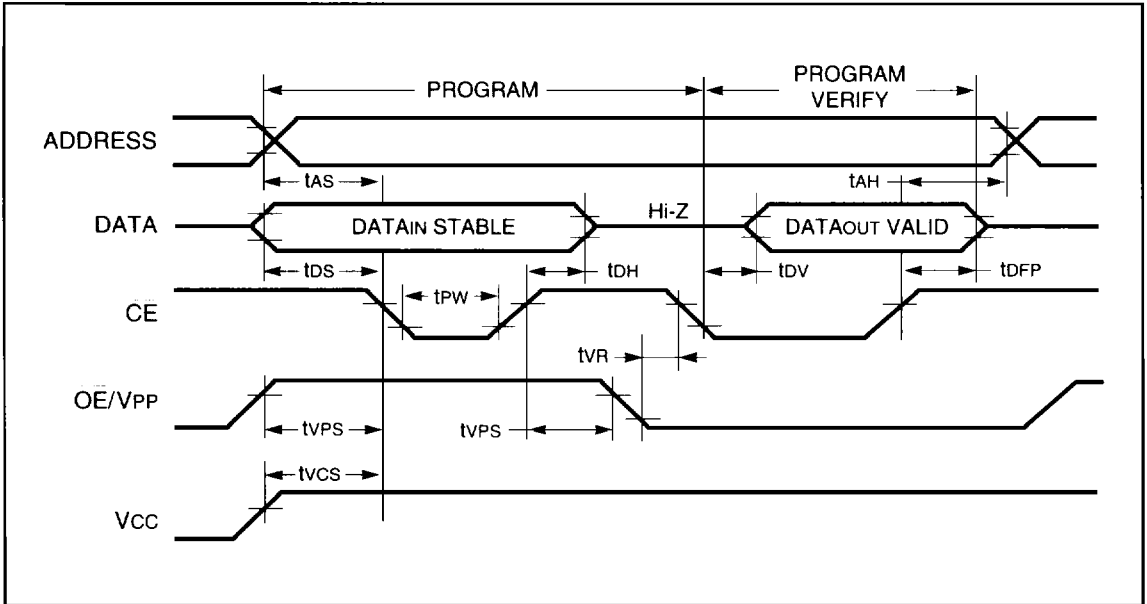 PROGRAM
PROGRAM
VERIFY
ADDRESS
tAS
tAH
DATA
DATAIN STABLE
Hi-Z
DATAOUT VALID
tDS
tPW
tDH
tDV
tDFP
CE
tVR
OE/VPP
tVPS
tVPS
tVCS
VCC